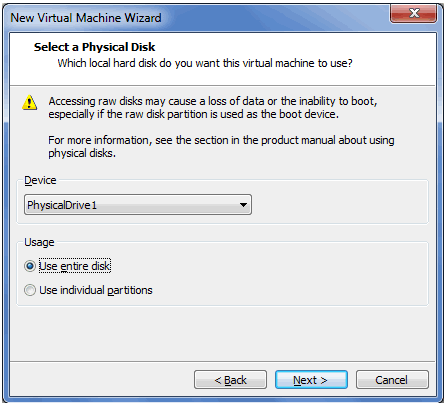 New Virtual Machine Wizard
Select a Physical Disk
Which local hard disk do you want this virtual machine to use?
Accessing raw disks may cause a loss of data or the inability to boot,
especially if the raw disk partition is used as the boot device.
For more information, see the section in the product manual about using
physical disks.
Device
PhysicalDrive1
Usage
Use entire disk
Use individual partitions
< Back
Next >
Cancel